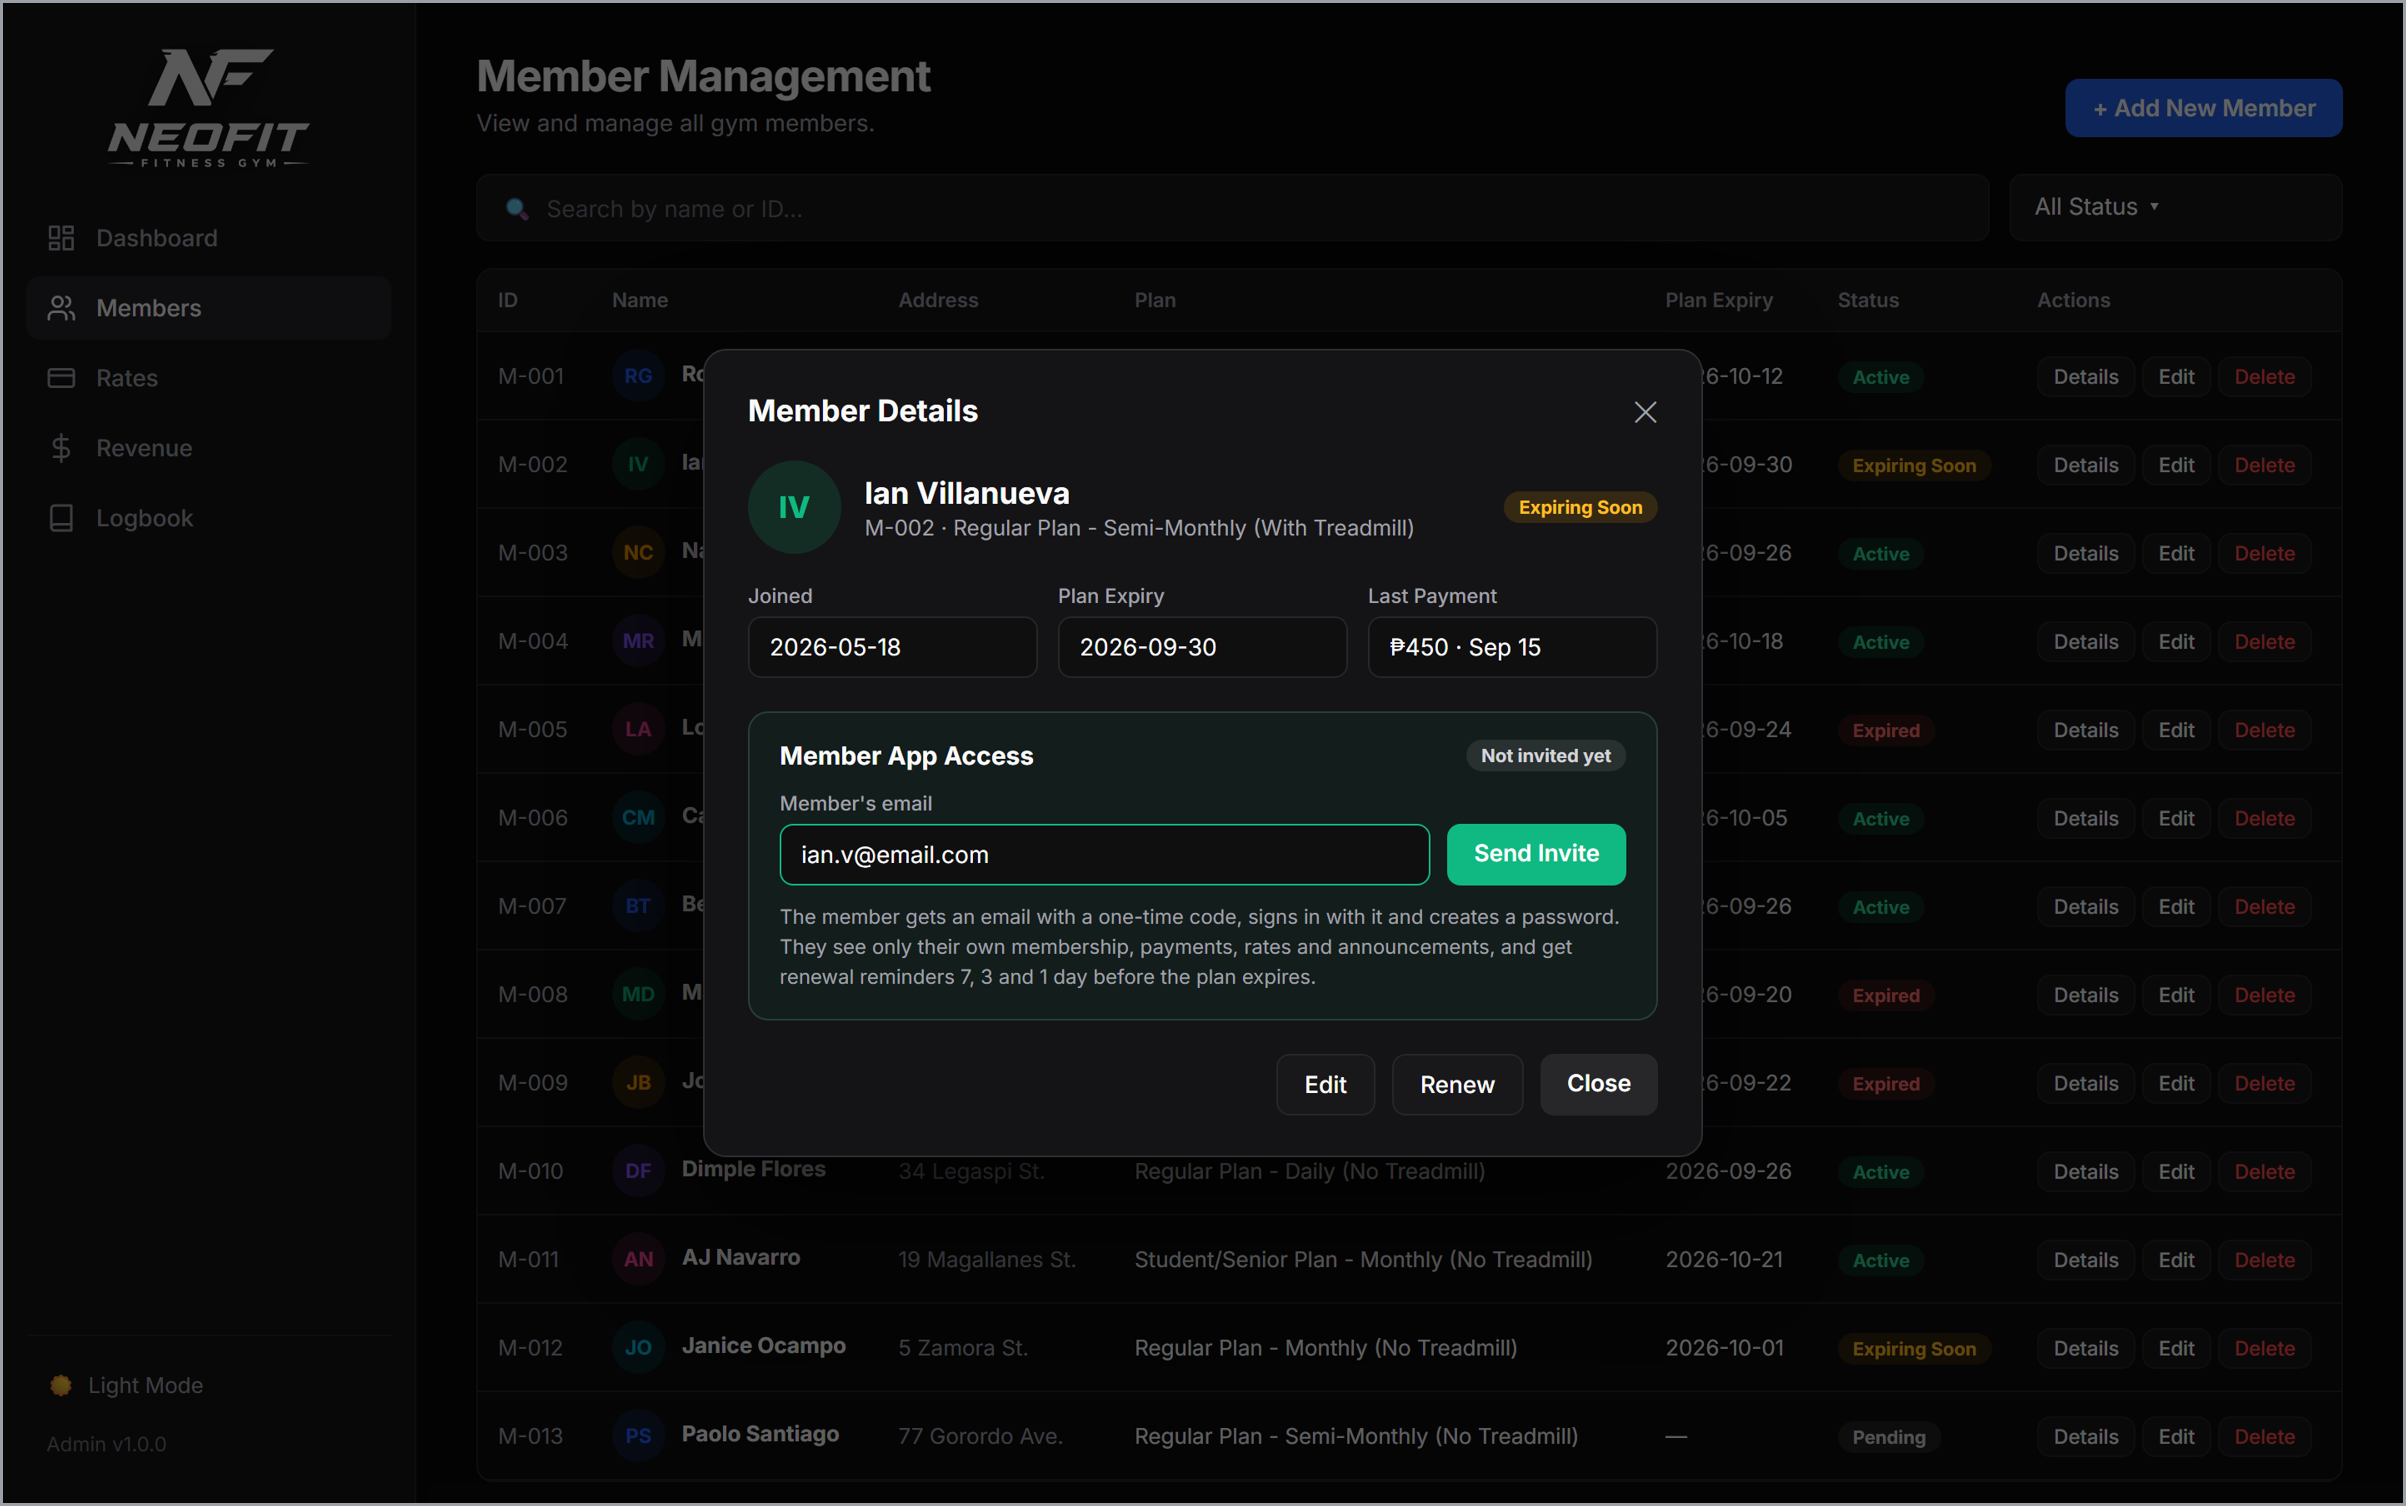 NF
NEOFIT
FITNESS GYM
Dashboard
Members
Rates
Revenue
Logbook
Light Mode
Admin v1.0.0
Member Management
View and manage all gym members.
+ Add New Member
Search by name or ID...
All Status ▾
ID Name Address Plan Plan Expiry Status Actions
M-001 RG 6-10-12 Active Details Edit Delete
M-002 IV 6-09-30 Expiring Soon Details Edit Delete
M-003 NC 6-09-26 Active Details Edit Delete
M-004 MR 6-10-18 Active Details Edit Delete
M-005 LA 6-09-24 Expired Details Edit Delete
M-006 CM 6-10-05 Active Details Edit Delete
M-007 BT 6-09-26 Active Details Edit Delete
M-008 MD 6-09-20 Expired Details Edit Delete
M-009 JB 6-09-22 Expired Details Edit Delete
M-010 DF Dimple Flores 34 Legaspi St. Regular Plan - Daily (No Treadmill) 2026-09-26 Active Details Edit Delete
M-011 AN AJ Navarro 19 Magallanes St. Student/Senior Plan - Monthly (No Treadmill) 2026-10-21 Active Details Edit Delete
M-012 JO Janice Ocampo 5 Zamora St. Regular Plan - Monthly (No Treadmill) 2026-10-01 Expiring Soon Details Edit Delete
M-013 PS Paolo Santiago 77 Gorordo Ave. Regular Plan - Semi-Monthly (No Treadmill) — Pending Details Edit Delete
Member Details
IV
Ian Villanueva
M-002 · Regular Plan - Semi-Monthly (With Treadmill)
Expiring Soon
Joined Plan Expiry Last Payment
2026-05-18 2026-09-30 ₱450 · Sep 15
Member App Access
Not invited yet
Member's email
ian.v@email.com
Send Invite
The member gets an email with a one-time code, signs in with it and creates a password.
They see only their own membership, payments, rates and announcements, and get
renewal reminders 7, 3 and 1 day before the plan expires.
Edit Renew Close